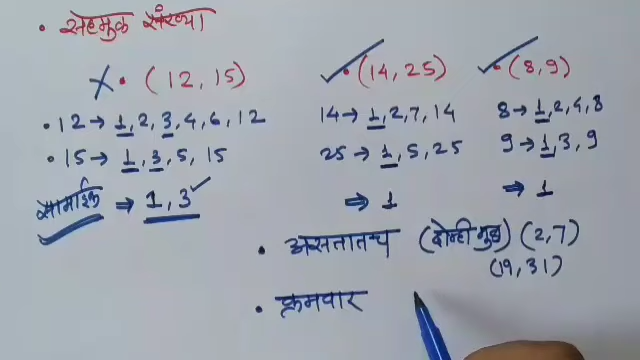 • सहमुळ संख्या
× • (12, 15)
• 12 → 1, 2, 3, 4, 6, 12
• 15 → 1, 3, 5, 15
सामाईक ⇒ 1, 3 ✓
✓ • (14, 25)
14 → 1, 2, 7, 14
25 → 1, 5, 25
⇒ 1
✓ • (8, 9)
8 → 1, 2, 4, 8
9 → 1, 3, 9
⇒ 1
• असतातच (दोन्ही मुळ) (2, 7)
(19, 31)
• क्रमवार